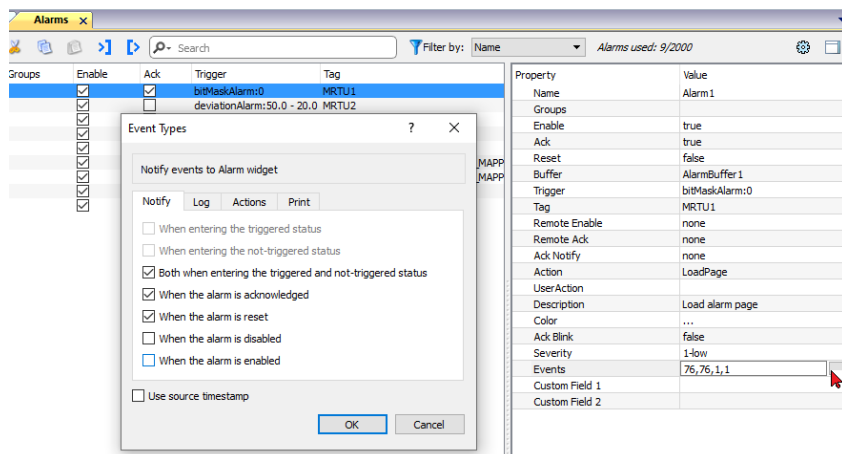 Alarms ×
Search
Filter by: Name
Alarms used: 9/2000
Groups Enable Ack Trigger Tag
bitMaskAlarm:0 MRTU1
deviationAlarm:50.0 - 20.0 MRTU2
_MAPP
_MAPP
Event Types ? ×
Notify events to Alarm widget
Notify Log Actions Print
When entering the triggered status
When entering the not-triggered status
Both when entering the triggered and not-triggered status
When the alarm is acknowledged
When the alarm is reset
When the alarm is disabled
When the alarm is enabled
Use source timestamp
OK Cancel
Property Value
Name Alarm1
Groups
Enable true
Ack true
Reset false
Buffer AlarmBuffer1
Trigger bitMaskAlarm:0
Tag MRTU1
Remote Enable none
Remote Ack none
Ack Notify none
Action LoadPage
UserAction
Description Load alarm page
Color ...
Ack Blink false
Severity 1-low
Events 76,76,1,1
Custom Field 1
Custom Field 2